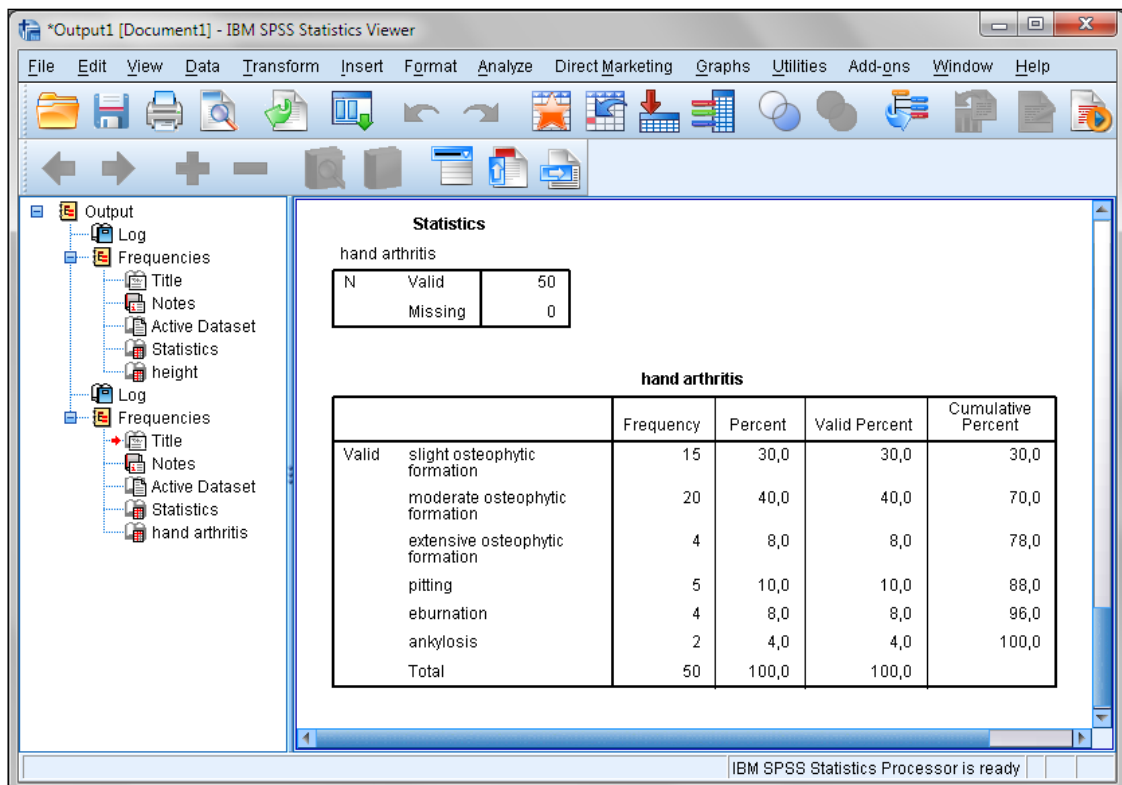 *Output1 [Document1] - IBM SPSS Statistics Viewer
File Edit View Data Transform Insert Format Analyze Direct Marketing Graphs Utilities Add-ons Window Help
Output
Log
Frequencies
Title
Notes
Active Dataset
Statistics
height
Log
Frequencies
Title
Notes
Active Dataset
Statistics
hand arthritis
Statistics
hand arthritis
N Valid 50
Missing 0
hand arthritis
Frequency Percent Valid Percent Cumulative Percent
Valid slight osteophytic formation 15 30,0 30,0 30,0
moderate osteophytic formation 20 40,0 40,0 70,0
extensive osteophytic formation 4 8,0 8,0 78,0
pitting 5 10,0 10,0 88,0
eburnation 4 8,0 8,0 96,0
ankylosis 2 4,0 4,0 100,0
Total 50 100,0 100,0
IBM SPSS Statistics Processor is ready